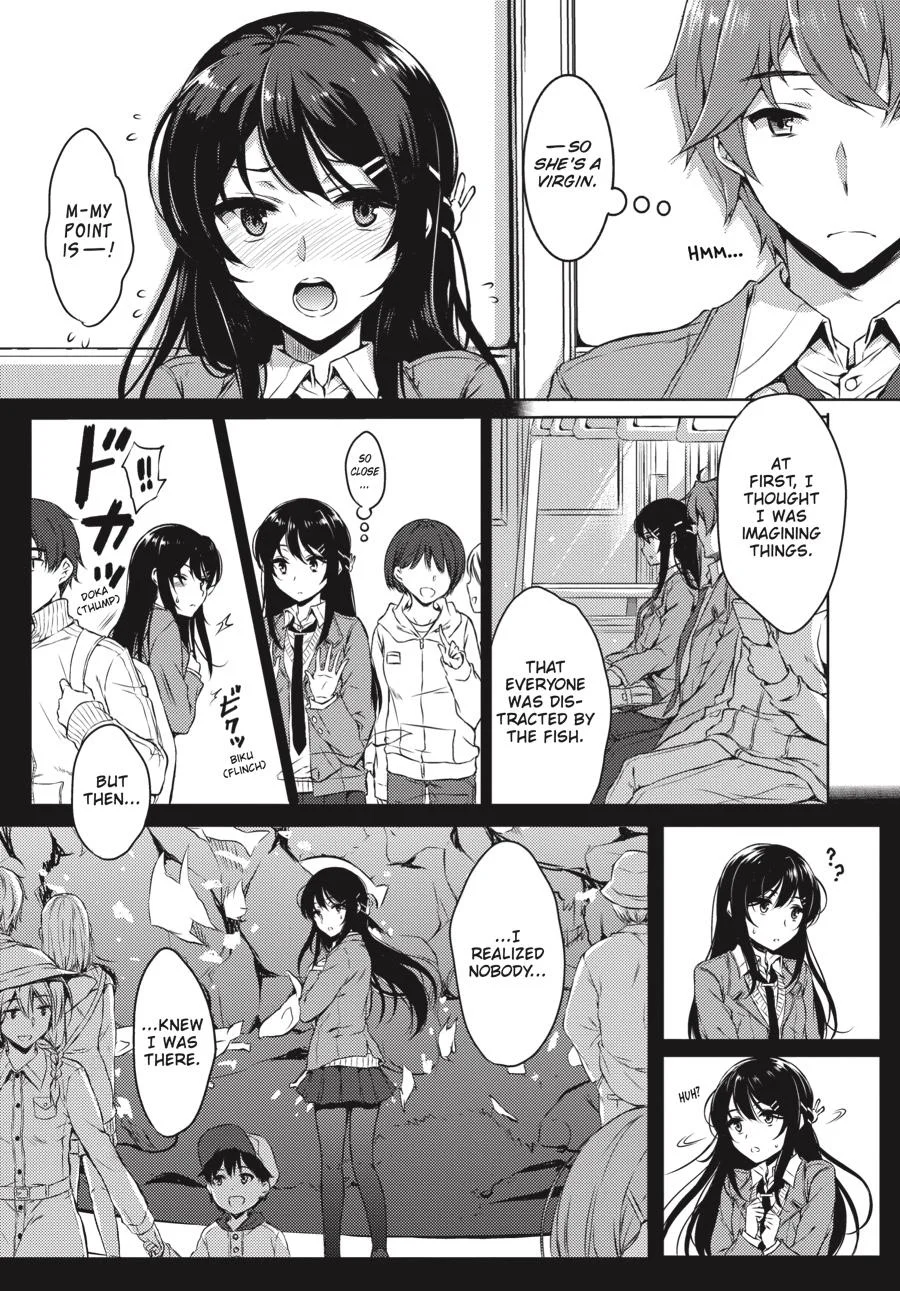 —SO
SHE'S A
VIRGIN.
HMM...
M-MY
POINT
IS—!
AT
FIRST, I
THOUGHT
I WAS
IMAGINING
THINGS.
THAT
EVERYONE
WAS DIS-
TRACTED BY
THE FISH.
SO
CLOSE
...
!!
ドカッ
DOKA
(THUMP)
ビクッ
BIKU
(FLINCH)
BUT
THEN...
??
HUH?
...I
REALIZED
NOBODY...
...KNEW
I WAS
THERE.